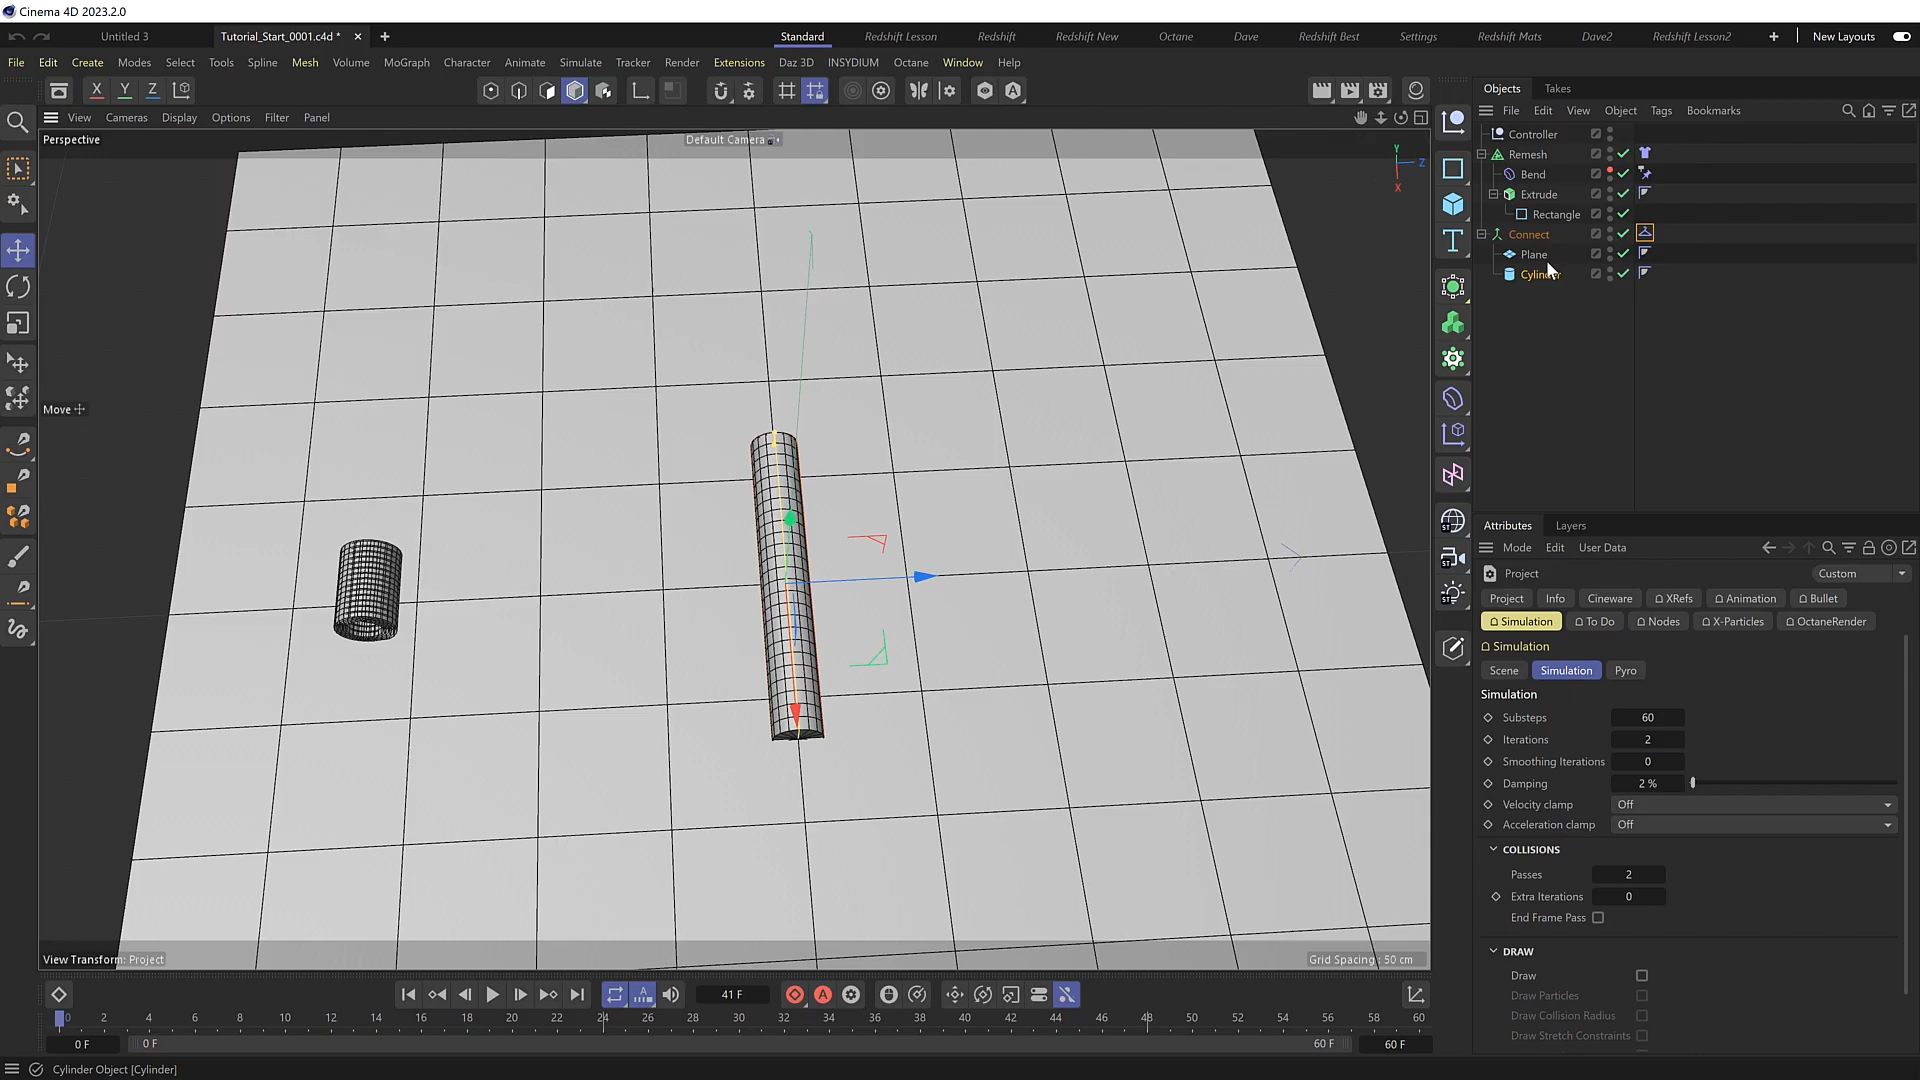 Cinema 4D 2023.2.0
Untitled 3
Tutorial_Start_0001.c4d *
Standard
Redshift Lesson
Redshift
Redshift New
Octane
Dave
Redshift Best
Settings
Redshift Mats
Dave2
Redshift Lesson2
New Layouts
File Edit Create Modes Select Tools Spline Mesh Volume MoGraph Character Animate Simulate Tracker Render Extensions Daz 3D INSYDIUM Octane Window Help
X Y Z
Objects Takes
View Cameras Display Options Filter Panel
File Edit View Object Tags Bookmarks
Perspective
Default Camera
Y
Z
X
Controller
Remesh
Bend
Extrude
Rectangle
Connect
Plane
Cylinder
Move
ST
ST
ST
Attributes Layers
Mode Edit User Data
Project
Custom
Project Info Cineware XRefs Animation Bullet
Simulation To Do Nodes X-Particles OctaneRender
Simulation
Scene Simulation Pyro
Simulation
Substeps 60
Iterations 2
Smoothing Iterations 0
Damping 2 %
Velocity clamp Off
Acceleration clamp Off
COLLISIONS
Passes 2
Extra Iterations 0
End Frame Pass
DRAW
Draw
Draw Particles
Draw Collision Radius
Draw Stretch Constraints
View Transform: Project
Grid Spacing : 50 cm
41 F
0 2 4 6 8 10 12 14 16 18 20 22 24 26 28 30 32 34 36 38 40 42 44 46 48 50 52 54 56 58 60
0 F
0 F
60 F
60 F
Cylinder Object [Cylinder]